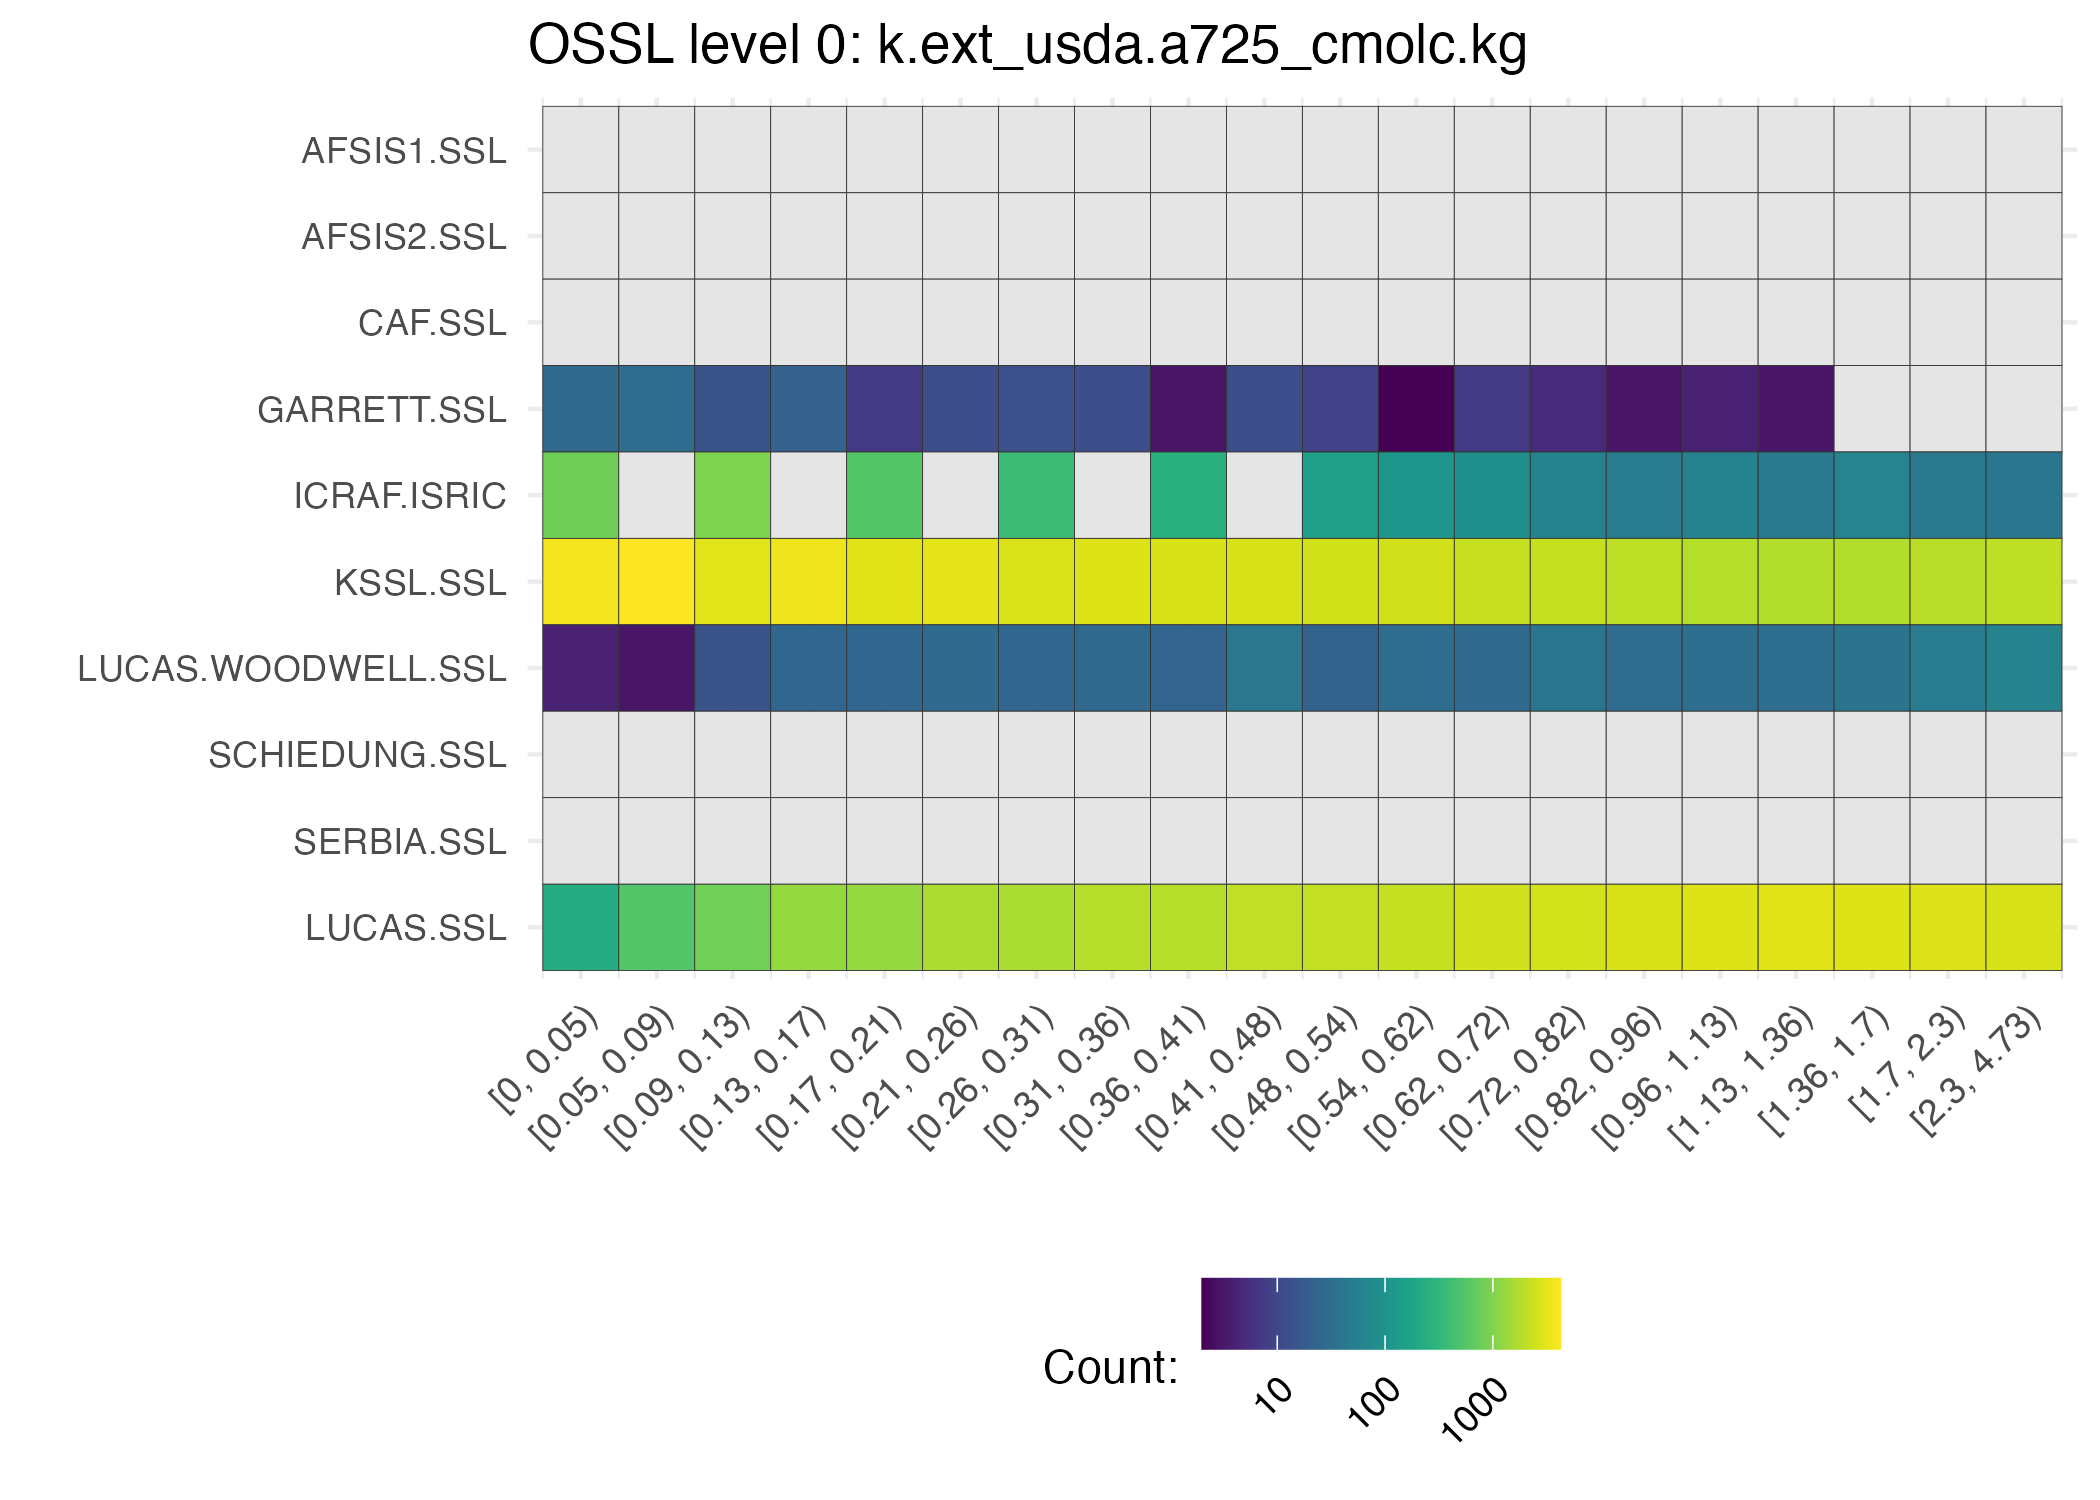 OSSL level 0: k.ext_usda.a725_cmolc.kg
AFSIS1.SSL
AFSIS2.SSL
CAF.SSL
GARRETT.SSL
ICRAF.ISRIC
KSSL.SSL
LUCAS.WOODWELL.SSL
SCHIEDUNG.SSL
SERBIA.SSL
LUCAS.SSL
[0, 0.05)
[0.05, 0.09)
[0.09, 0.13)
[0.13, 0.17)
[0.17, 0.21)
[0.21, 0.26)
[0.26, 0.31)
[0.31, 0.36)
[0.36, 0.41)
[0.41, 0.48)
[0.48, 0.54)
[0.54, 0.62)
[0.62, 0.72)
[0.72, 0.82)
[0.82, 0.96)
[0.96, 1.13)
[1.13, 1.36)
[1.36, 1.7)
[1.7, 2.3)
[2.3, 4.73)
Count:
10
100
1000